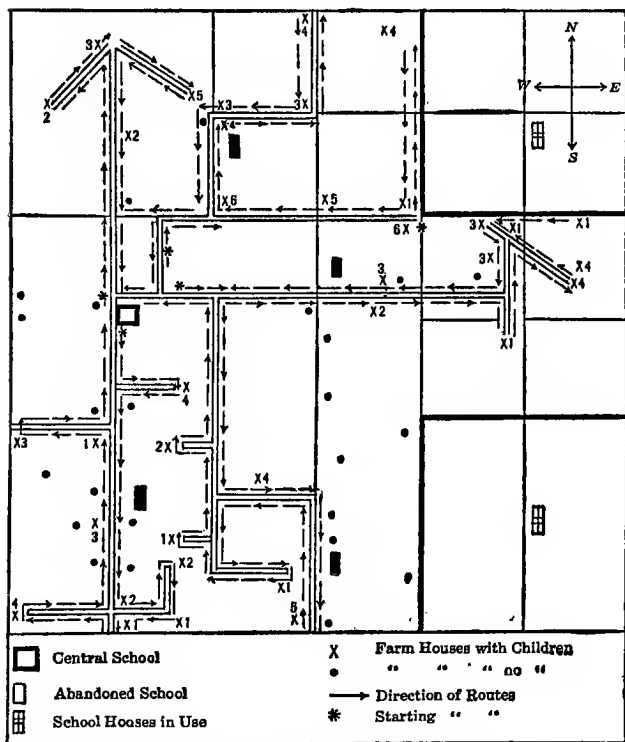 X
4
X4
N
3X
W E
X
2
X5
X3
3X
X4
X2
S
X6
X5
X1
6X
3X
X1
X1
3X
X4
X4
3
X
X2
X1
X
4
X3
1X
2X
X4
X
3
1X
X2
X1
4
X
X2
X1
X1
X
Central School
Abandoned School
School Houses in Use
X Farm Houses with Children
● " " " " no "
Direction of Routes
* Starting " "